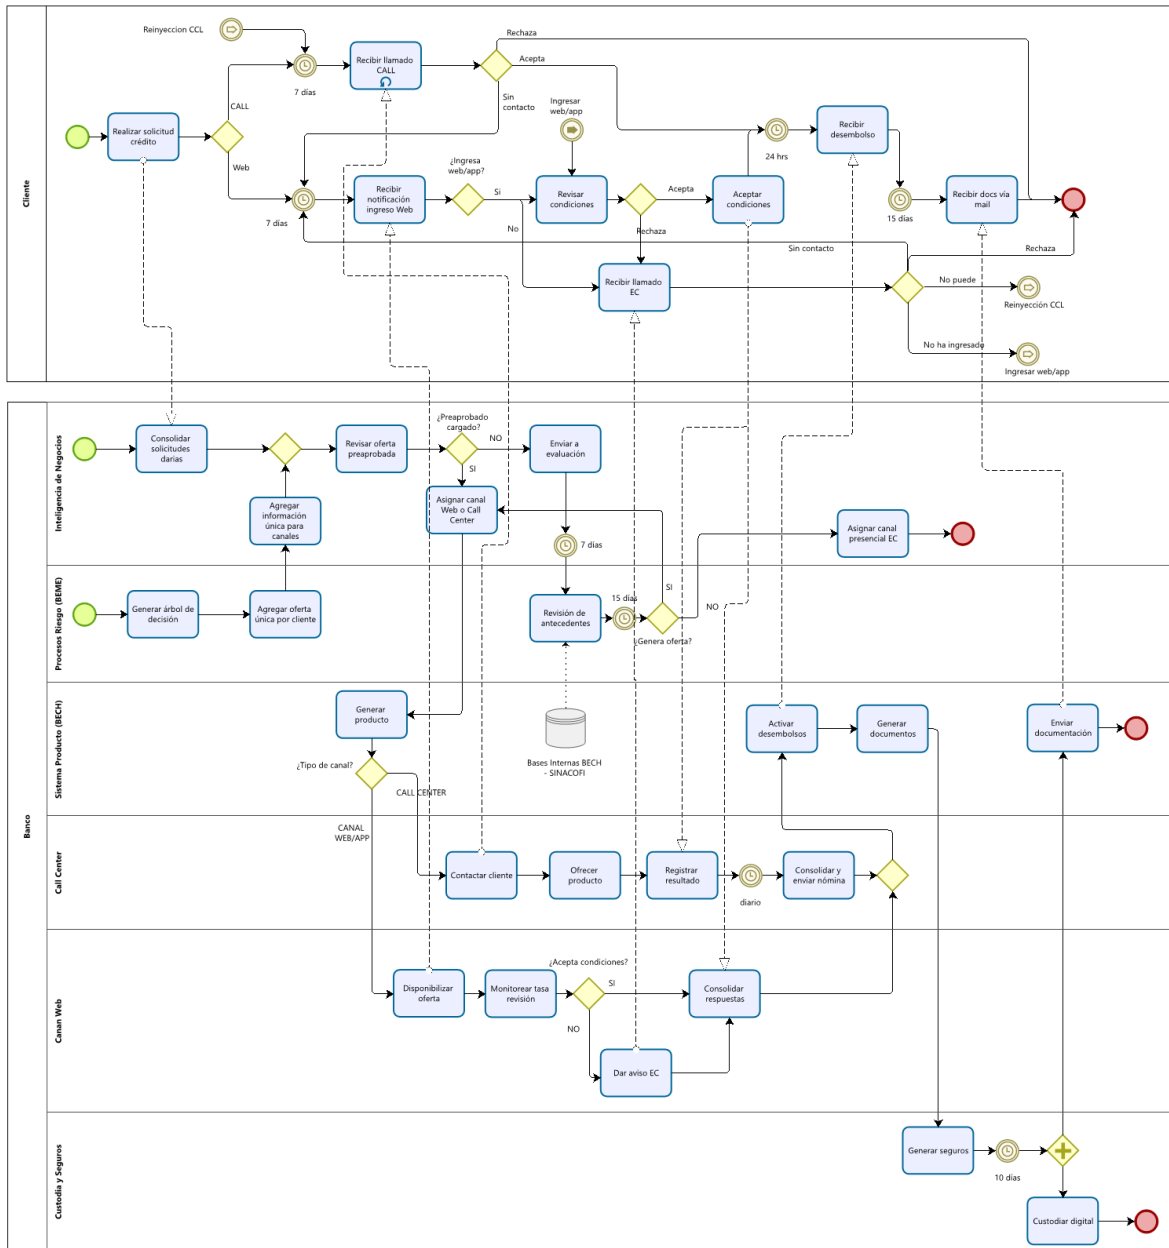 Cliente
Reinyeccion CCL
7 días
Recibir llamado
CALL
Rechaza
Acepta
Sin
contacto
CALL
Realizar solicitud
crédito
Web
7 días
Recibir
notificación
ingreso Web
¿Ingresa
web/app?
Si
No
Ingresar
web/app
Revisar
condiciones
Acepta
Rechaza
Aceptar
condiciones
24 hrs
Recibir
desembolso
15 días
Recibir docs vía
mail
Sin contacto
Rechaza
Recibir llamado
EC
No puede
Reinyección CCL
No ha ingresado
Ingresar web/app
Banco
Inteligencia de Negocios
Consolidar
solicitudes
darias
Revisar oferta
preaprobada
¿Preaprobado
cargado?
NO
SI
Enviar a
evaluación
Agregar
información
única para
canales
Asignar canal
Web o Call
Center
7 días
Asignar canal
presencial EC
Procesos Riesgo (BEME)
Generar árbol de
decisión
Agregar oferta
única por cliente
Revisión de
antecedentes
15 días
SI
NO
¿Genera oferta?
Sistema Producto (BECH)
Generar
producto
¿Tipo de canal?
CALL CENTER
Bases Internas BECH
- SINACOFI
Activar
desembolsos
Generar
documentos
Enviar
documentación
Call Center
CANAL
WEB/APP
Contactar cliente
Ofrecer
producto
Registrar
resultado
diario
Consolidar y
enviar nómina
Canan Web
Disponibilizar
oferta
Monitorear tasa
revisión
¿Acepta condiciones?
SI
NO
Consolidar
respuestas
Dar aviso EC
Custodia y Seguros
Generar seguros
10 días
Custodiar digital